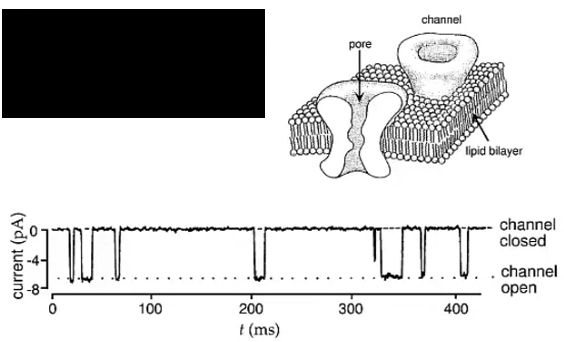 channel
pore
lipid bilayer
current (pA)
0
-4
-8
channel
closed
channel
open
0
100
200
300
400
t (ms)